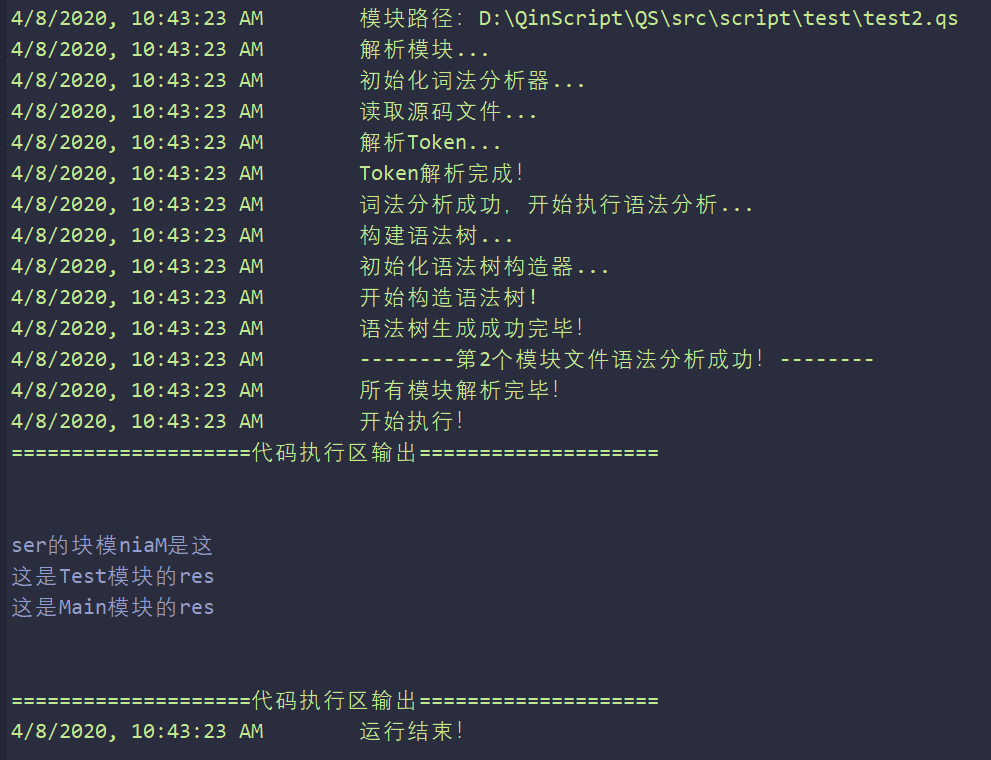 4/8/2020, 10:43:23 AM 模块路径: D:\QinScript\QS\src\script\test\test2.qs
4/8/2020, 10:43:23 AM 解析模块...
4/8/2020, 10:43:23 AM 初始化词法分析器...
4/8/2020, 10:43:23 AM 读取源码文件...
4/8/2020, 10:43:23 AM 解析Token...
4/8/2020, 10:43:23 AM Token解析完成!
4/8/2020, 10:43:23 AM 词法分析成功, 开始执行语法分析...
4/8/2020, 10:43:23 AM 构建语法树...
4/8/2020, 10:43:23 AM 初始化语法树构造器...
4/8/2020, 10:43:23 AM 开始构造语法树!
4/8/2020, 10:43:23 AM 语法树生成成功完毕!
4/8/2020, 10:43:23 AM --------第2个模块文件语法分析成功! --------
4/8/2020, 10:43:23 AM 所有模块解析完毕!
4/8/2020, 10:43:23 AM 开始执行!
====================代码执行区输出====================
ser的块模niaM是这
这是Test模块的res
这是Main模块的res
====================代码执行区输出====================
4/8/2020, 10:43:23 AM 运行结束!